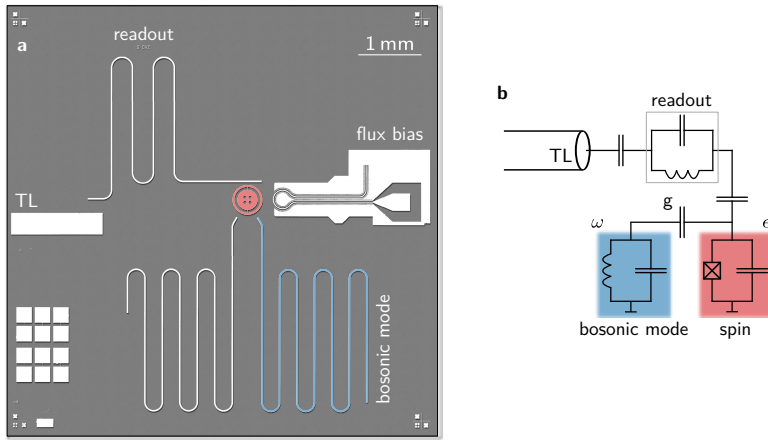 a
readout
1 mm
flux bias
TL
bosonic mode
b
readout
TL
g
ω
bosonic mode
spin